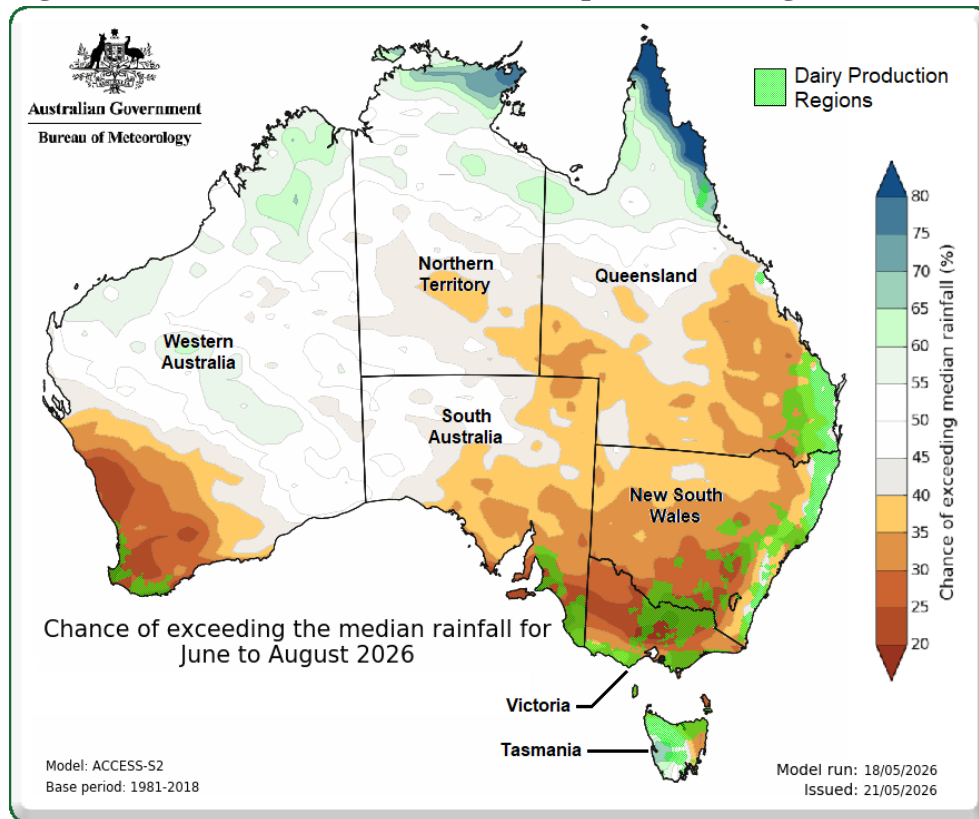 Australian Government
Bureau of Meteorology
Dairy Production
Regions
80
75
70
65
60
55
50
45
40
35
30
25
20
Chance of exceeding median rainfall (%)
Northern
Territory
Queensland
Western
Australia
South
Australia
New South
Wales
Chance of exceeding the median rainfall for
June to August 2026
Victoria
Tasmania
Model: ACCESS-S2
Base period: 1981-2018
Model run: 18/05/2026
Issued: 21/05/2026